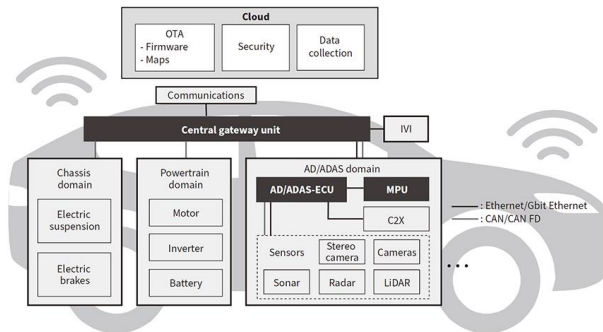 Cloud
OTA
- Firmware
- Maps
Security
Data
collection
Communications
Central gateway unit
IVI
Chassis
domain
Electric
suspension
Electric
brakes
Powertrain
domain
Motor
Inverter
Battery
AD/ADAS domain
AD/ADAS-ECU
MPU
C2X
Sensors
Stereo
camera
Cameras
Sonar
Radar
LiDAR
: Ethernet/Gbit Ethernet
: CAN/CAN FD